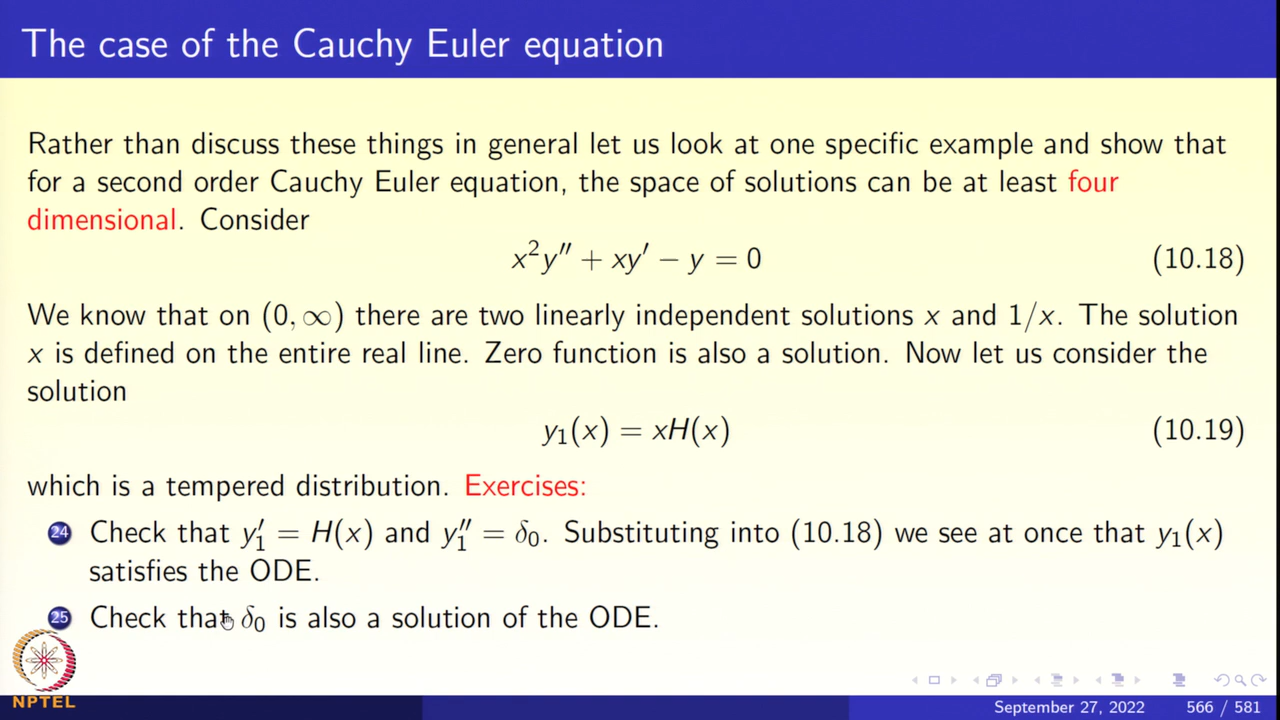 The case of the Cauchy Euler equation
Rather than discuss these things in general let us look at one specific example and show that
for a second order Cauchy Euler equation, the space of solutions can be at least four
dimensional. Consider
x²y′′ + xy′ − y = 0 (10.18)
We know that on (0, ∞) there are two linearly independent solutions x and 1/x. The solution
x is defined on the entire real line. Zero function is also a solution. Now let us consider the
solution
y₁(x) = xH(x) (10.19)
which is a tempered distribution. Exercises:
24 Check that y₁′ = H(x) and y₁′′ = δ₀. Substituting into (10.18) we see at once that y₁(x)
satisfies the ODE.
25 Check that δ₀ is also a solution of the ODE.
NPTEL
September 27, 2022 566 / 581